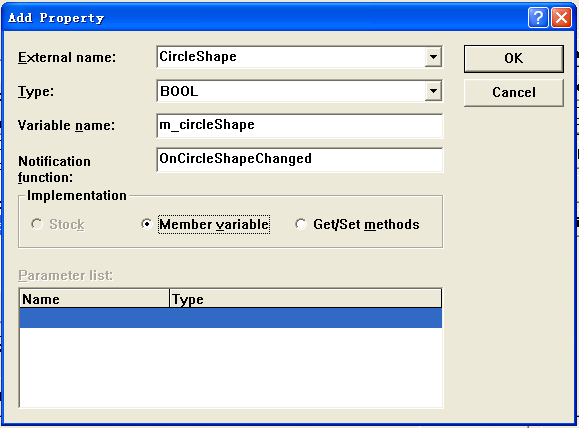 Add Property
External name:
CircleShape
OK
Type:
BOOL
Cancel
Variable name:
m_circleShape
Notification
function:
OnCircleShapeChanged
Implementation
Stock
Member variable
Get/Set methods
Parameter list:
Name
Type